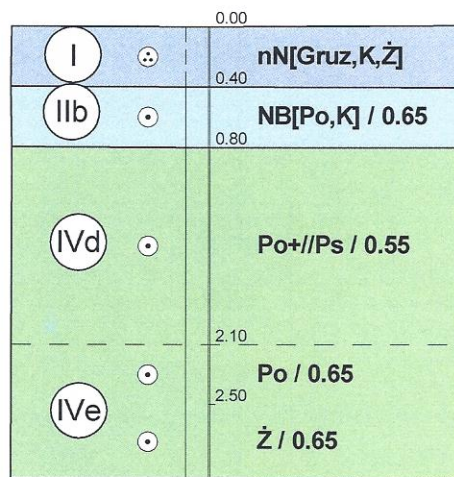 0.00
I nN[Gruz,K,Ż]
0.40
IIb NB[Po,K] / 0.65
0.80
IVd Po+//Ps / 0.55
2.10
Po / 0.65
2.50
IVe
Ż / 0.65